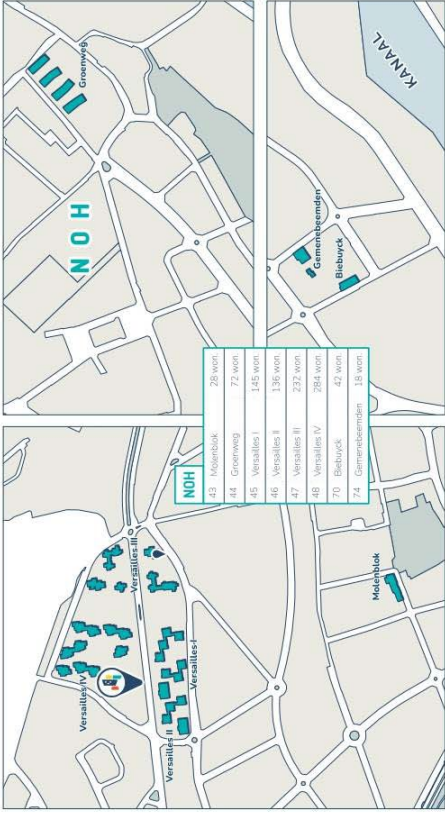 NOH
Groenweg
KANAAL
Gemenebeemden
Biebuyck
NOH
43 Molenblok 28 won.
44 Groenweg 72 won.
45 Versailles I 145 won.
46 Versailles II 136 won.
47 Versailles III 232 won.
48 Versailles IV 284 won.
70 Biebuyck 42 won.
74 Gemenebeemden 18 won.
Versailles IV
Versailles III
Versailles II
Versailles I
Molenblok